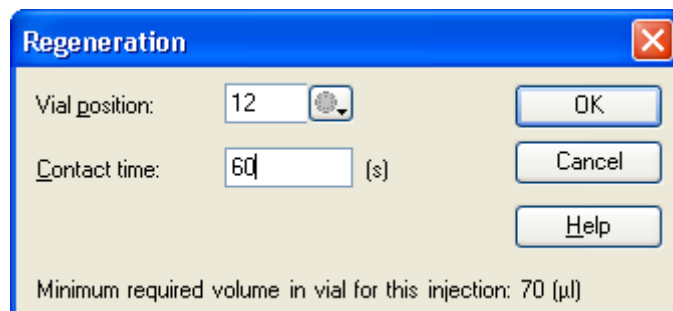 Regeneration
Vial position: 12 OK
Contact time: 60 (s) Cancel
Help
Minimum required volume in vial for this injection: 70 (µl)